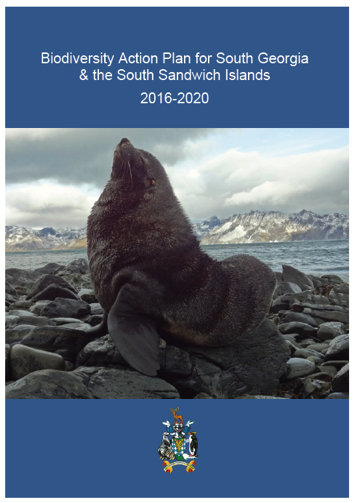 Biodiversity Action Plan for South Georgia
& the South Sandwich Islands
2016-2020